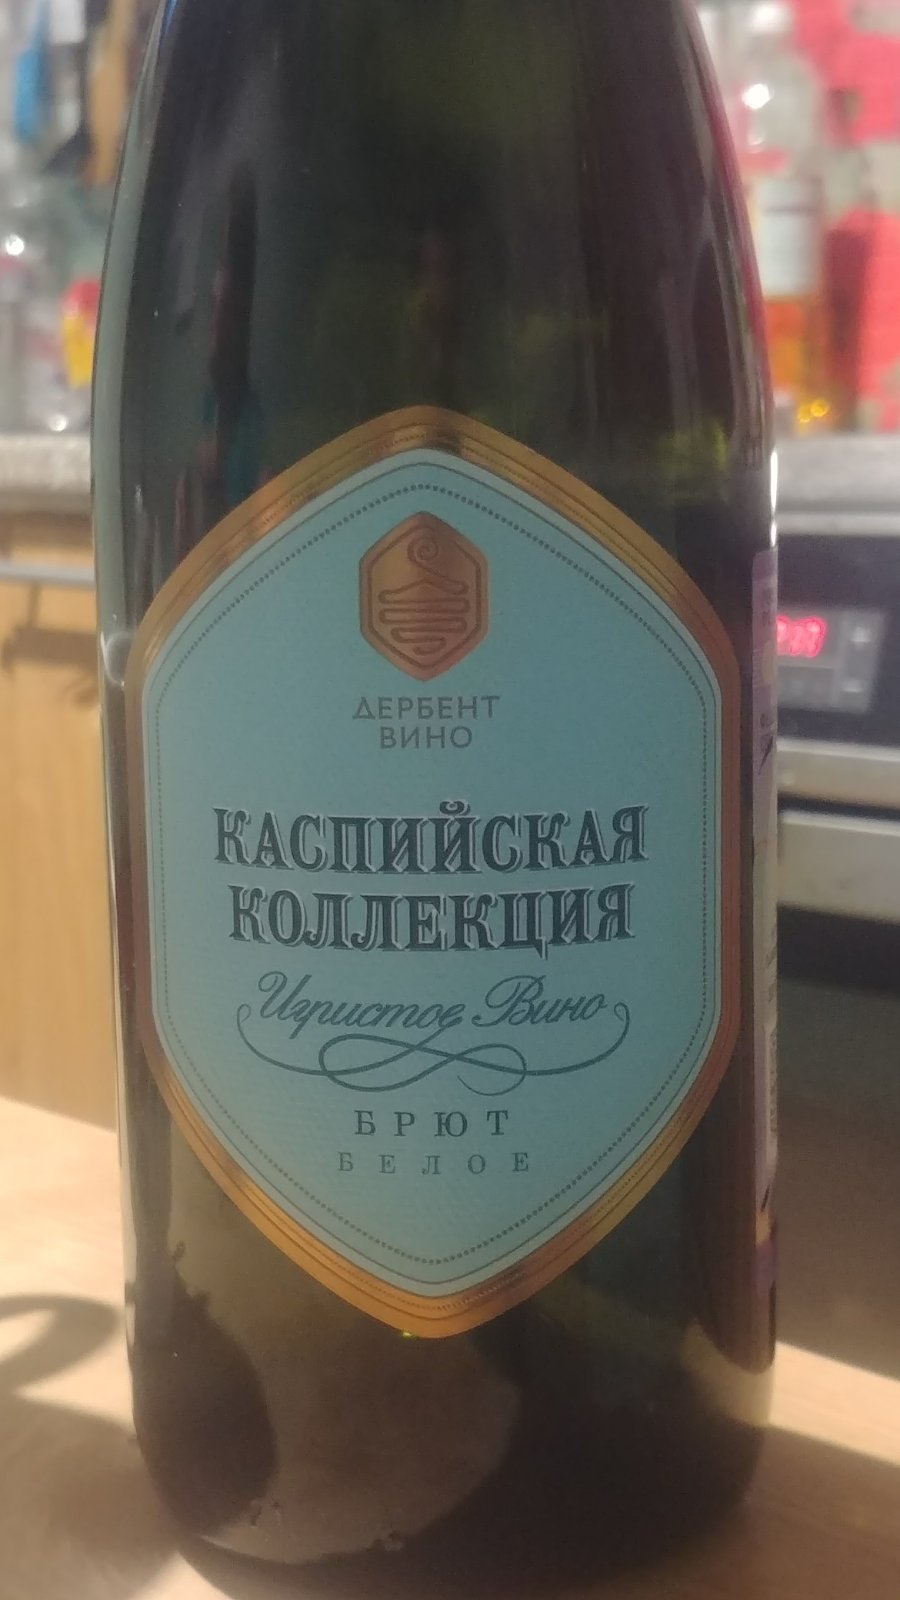 ДЕРБЕНТ
ВИНО
КАСПИЙСКАЯ
КОЛЛЕКЦИЯ
Игристое Вино
БРЮТ
БЕЛОЕ